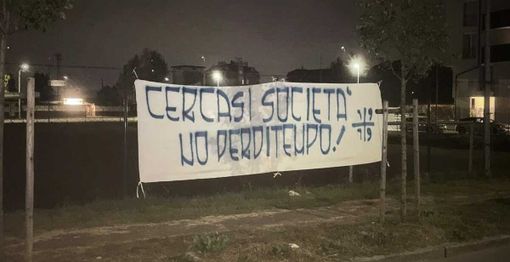 CERCASI SOCIETA'
NO PERDITEMPO!